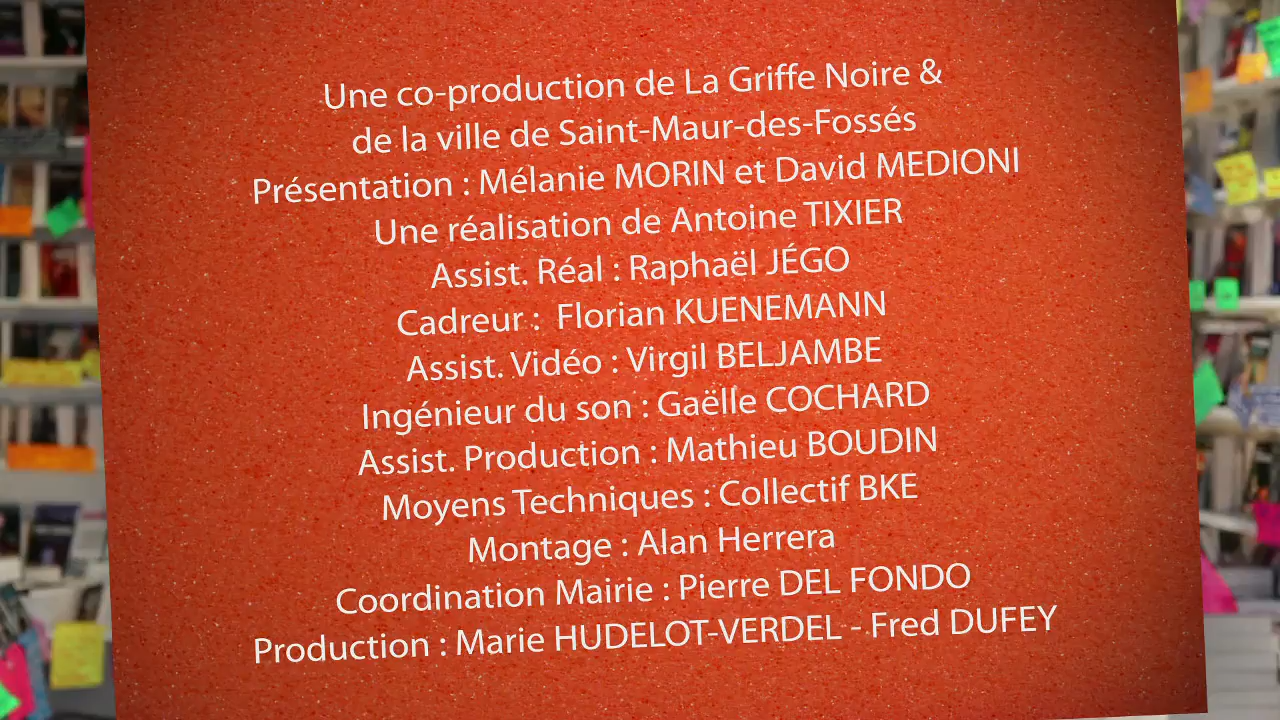 Une co-production de La Griffe Noire &
de la ville de Saint-Maur-des-Fossés
Présentation : Mélanie MORIN et David MEDIONI
Une réalisation de Antoine TIXIER
Assist. Réal : Raphaël JÉGO
Cadreur : Florian KUENEMANN
Assist. Vidéo : Virgil BELJAMBE
Ingénieur du son : Gaëlle COCHARD
Assist. Production : Mathieu BOUDIN
Moyens Techniques : Collectif BKE
Montage : Alan Herrera
Coordination Mairie : Pierre DEL FONDO
Production : Marie HUDELOT-VERDEL - Fred DUFEY